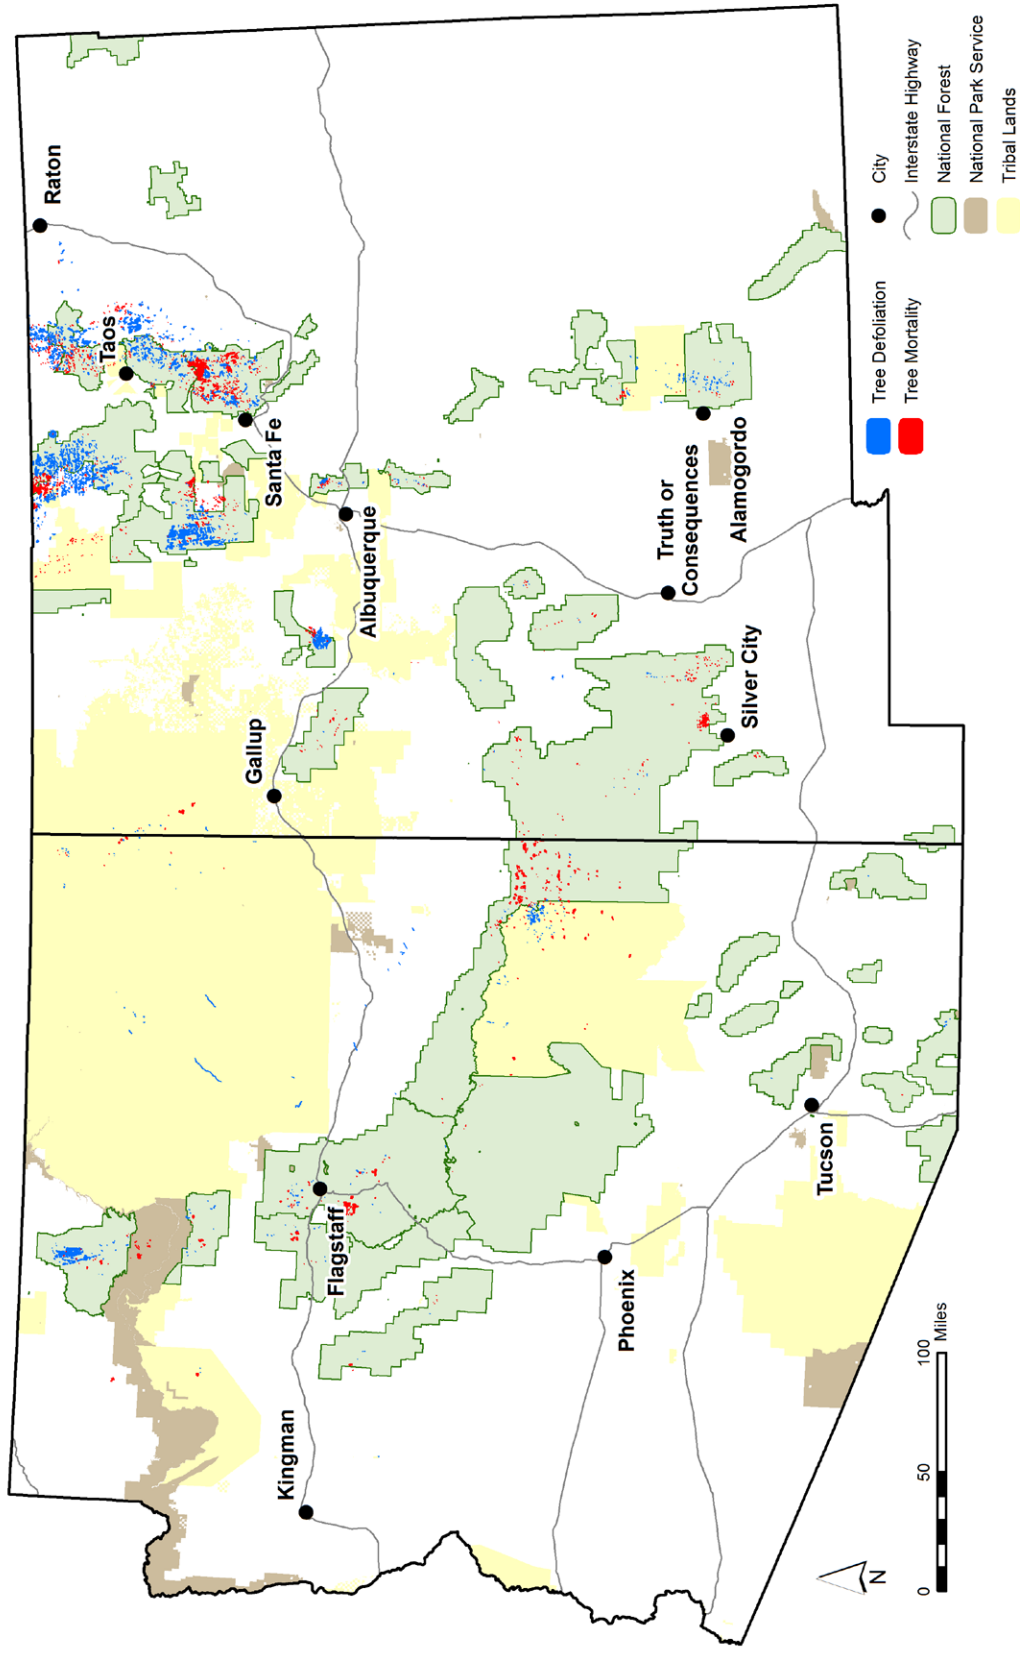 Raton
Taos
Santa Fe
Albuquerque
Gallup
Truth or
Consequences
Alamogordo
Silver City
Flagstaff
Kingman
Phoenix
Tucson
Tree Defoliation
Tree Mortality
City
Interstate Highway
National Forest
National Park Service
Tribal Lands
N
0 50 100
Miles